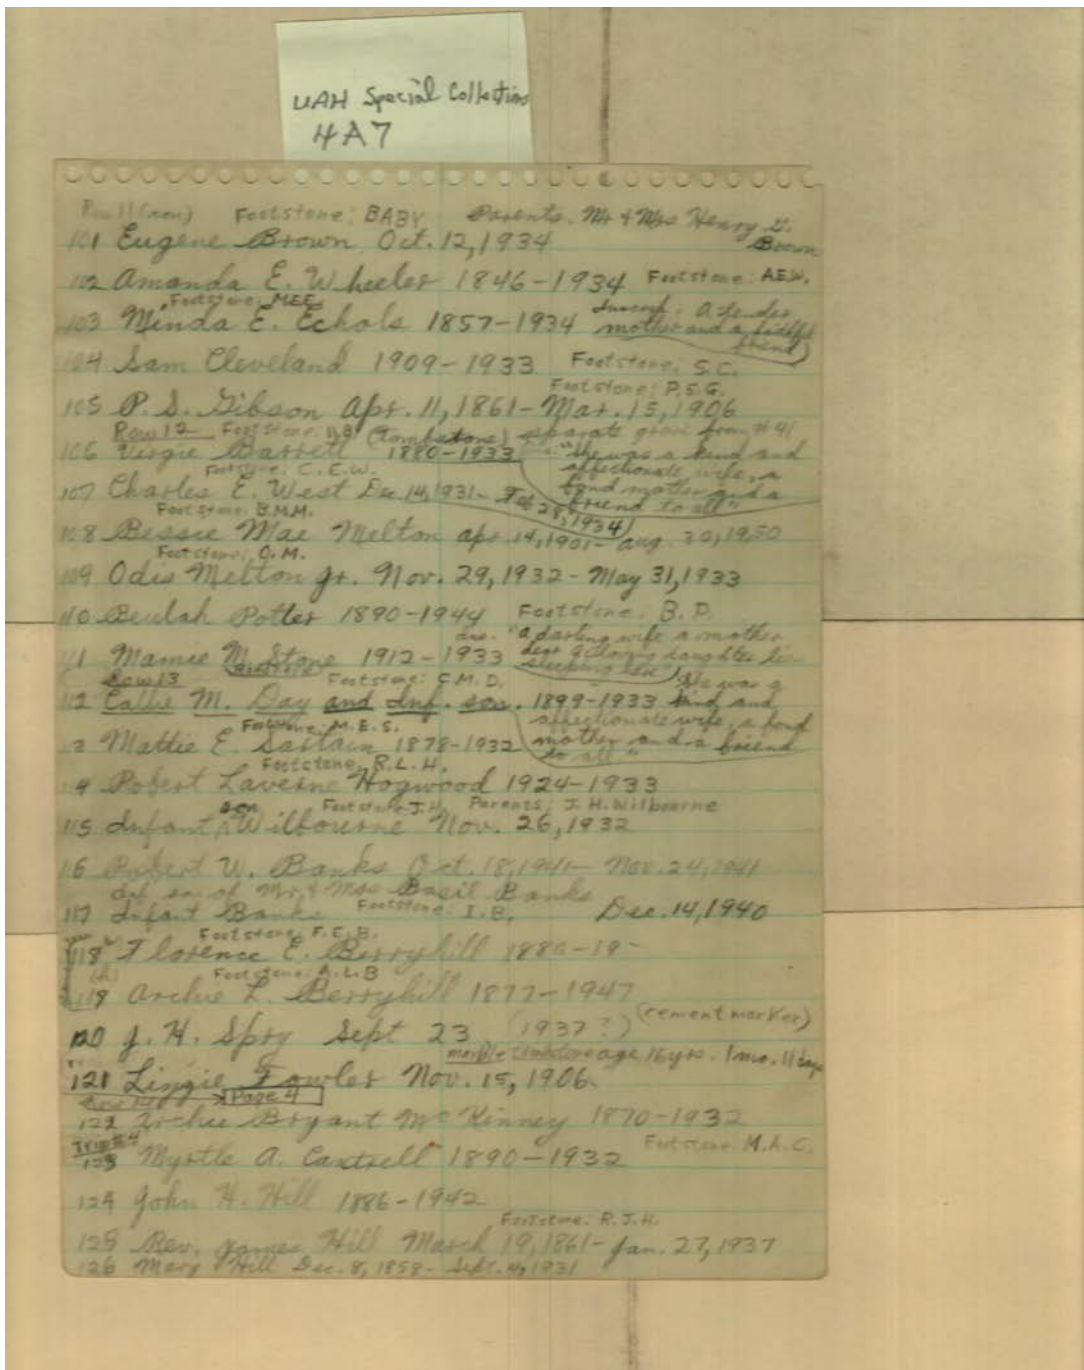 UAH Special Collections
4A7
Row 11 (con) Footstone: BABY Parents. Mr & Mrs Henry G. Brown
101 Eugene Brown Oct. 12, 1934
102 Amanda E. Wheeler 1846-1934 Footstone: A.E.W.
Footstone: M.E.E.
103 Minda E. Echols 1857-1934 Inscrip: A tender mother and a faithful friend)
104 Sam Cleveland 1909-1933 Footstone: S.C.
Footstone: P.S.G.
105 P. S. Gibson Apr. 11, 1861-Mar. 15, 1906
Row 12 Footstone: V.B. (Tombstone) separate grave from #41
106 Virgie Barrett 1880-1933 "She was a kind and affectionate wife, a fond mother and a friend to all"
Footstone: C.E.W.
107 Charles E. West Dec. 14, 1931- Feb 28, 1934)
Footstone: B.M.M.
108 Bessie Mae Melton Apr. 14, 1901- Aug. 30, 1950
Footstone: O.M.
109 Odis Melton Jr. Nov. 29, 1932 - May 31, 1933
110 Beulah Potter 1890-1944 Footstone: B.P.
111 Mamie M. Stone 1912-1933 "a darling wife a mother dear a loving daughter lies sleeping here"
Row 13 Footstone: C.M.D.
112 Callie M. Day and Inf. son. 1899-1933 She was a kind and affectionate wife, a fond mother and a friend to all"
Footstone: M.E.S.
3 Mattie E. Sartain 1878-1932
Footstone, R.L.H.
114 Robert Laverne Hogwood 1924-1933
son Footstone J.H. Parents: J.H. Wilbourne
115 Infant Wilbourne Nov. 26, 1932
116 Robert W. Banks Oct. 18, 1941- Nov. 24, 1941
Inf son of Mr & Mrs Basil Banks
117 Infant Banks Footstone: I.B. Dec. 14, 1940
Footstone: F.E.B.
118 Florence E. Berryhill 1880-19-
(h) Footstone: A.L.B
119 Archie L. Berryhill 1877-1947
120 J. H. Spry Sept 23 (1937?) (cement marker)
marble tombstone age 16 yrs. 1 mo. 11 days
121 Lizzie Fowler Nov. 15, 1906.
Row 14 Page 4
122 Archie Bryant McKinney 1870-1932
Trip #4 Footstone: M.A.C.
123 Myrtle A. Cantrell 1890-1932
124 John H. Hill 1886-1942
Footstone: R.J.H.
125 Rev. James Hill March 19, 1861-Jan. 27, 1937
126 Mary Hill Dec. 8, 1858- Sept. 4, 1931